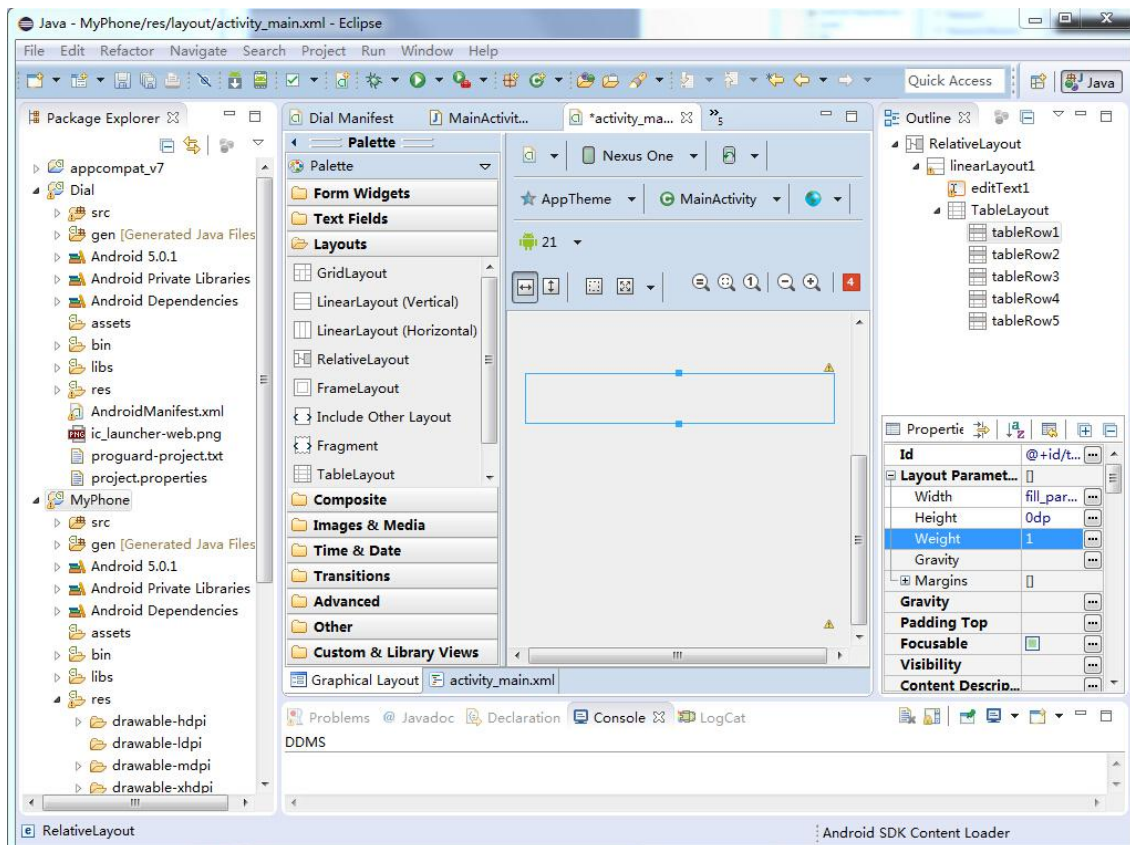 Java - MyPhone/res/layout/activity_main.xml - Eclipse
File Edit Refactor Navigate Search Project Run Window Help
Quick Access
Java
Package Explorer
appcompat_v7
Dial
src
gen [Generated Java Files
Android 5.0.1
Android Private Libraries
Android Dependencies
assets
bin
libs
res
AndroidManifest.xml
ic_launcher-web.png
proguard-project.txt
project.properties
MyPhone
src
gen [Generated Java Files
Android 5.0.1
Android Private Libraries
Android Dependencies
assets
bin
libs
res
drawable-hdpi
drawable-ldpi
drawable-mdpi
drawable-xhdpi
Dial Manifest
MainActivit...
*activity_ma...
5
Palette
Palette
Form Widgets
Text Fields
Layouts
GridLayout
LinearLayout (Vertical)
LinearLayout (Horizontal)
RelativeLayout
FrameLayout
Include Other Layout
Fragment
TableLayout
Composite
Images & Media
Time & Date
Transitions
Advanced
Other
Custom & Library Views
Nexus One
AppTheme
MainActivity
21
4
Graphical Layout
activity_main.xml
Outline
RelativeLayout
linearLayout1
editText1
TableLayout
tableRow1
tableRow2
tableRow3
tableRow4
tableRow5
Propertie
Id @+id/t...
Layout Paramet... []
Width fill_par...
Height 0dp
Weight 1
Gravity
Margins []
Gravity
Padding Top
Focusable
Visibility
Content Descrip...
Problems @ Javadoc Declaration Console LogCat
DDMS
RelativeLayout
Android SDK Content Loader